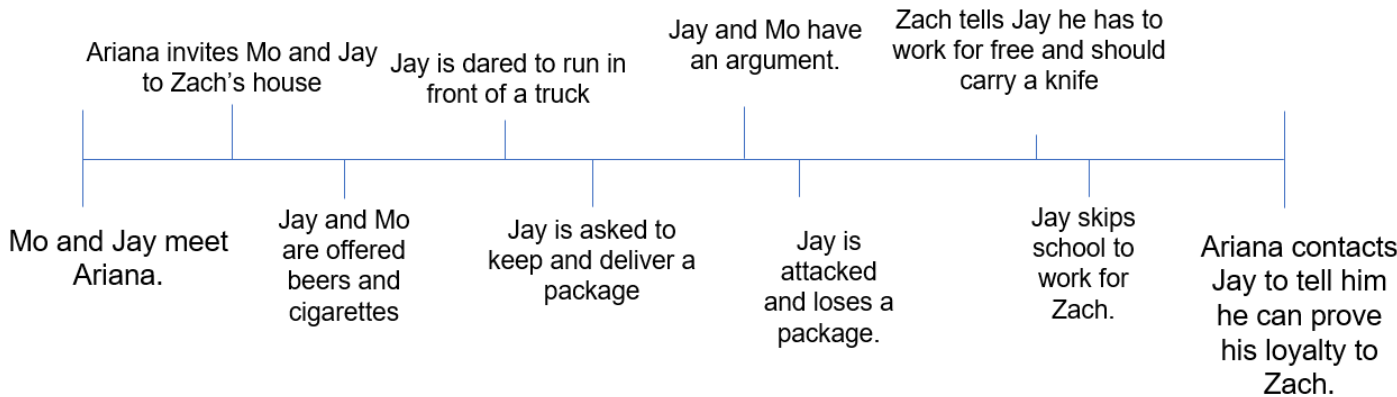 Mo and Jay meet
Ariana.
Ariana invites Mo and Jay
to Zach’s house
Jay and Mo
are offered
beers and
cigarettes
Jay is dared to run in
front of a truck
Jay is asked to
keep and deliver a
package
Jay and Mo have
an argument.
Jay is
attacked
and loses a
package.
Zach tells Jay he has to
work for free and should
carry a knife
Jay skips
school to
work for
Zach.
Ariana contacts
Jay to tell him
he can prove
his loyalty to
Zach.